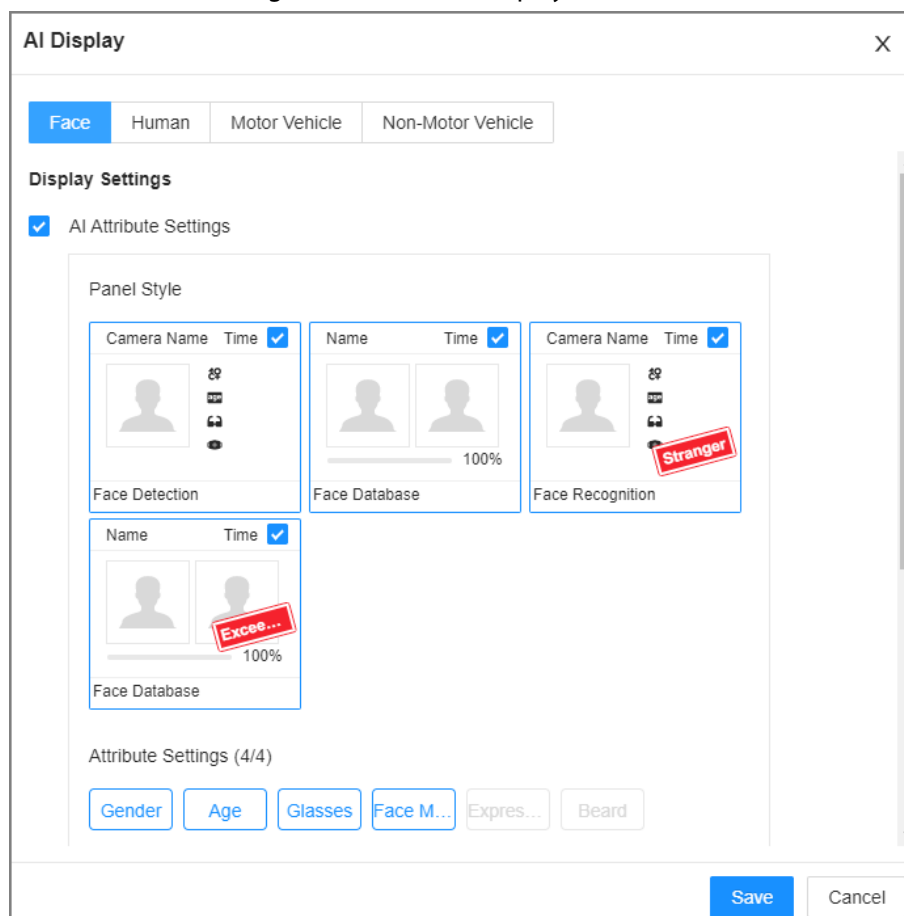 AI Display
X
Face Human Motor Vehicle Non-Motor Vehicle
Display Settings
AI Attribute Settings
Panel Style
Camera Name Time
Name Time
Camera Name Time
age
age
100%
Stranger
Face Detection
Face Database
Face Recognition
Name Time
Excee...
100%
Face Database
Attribute Settings (4/4)
Gender Age Glasses Face M... Expres... Beard
Save Cancel